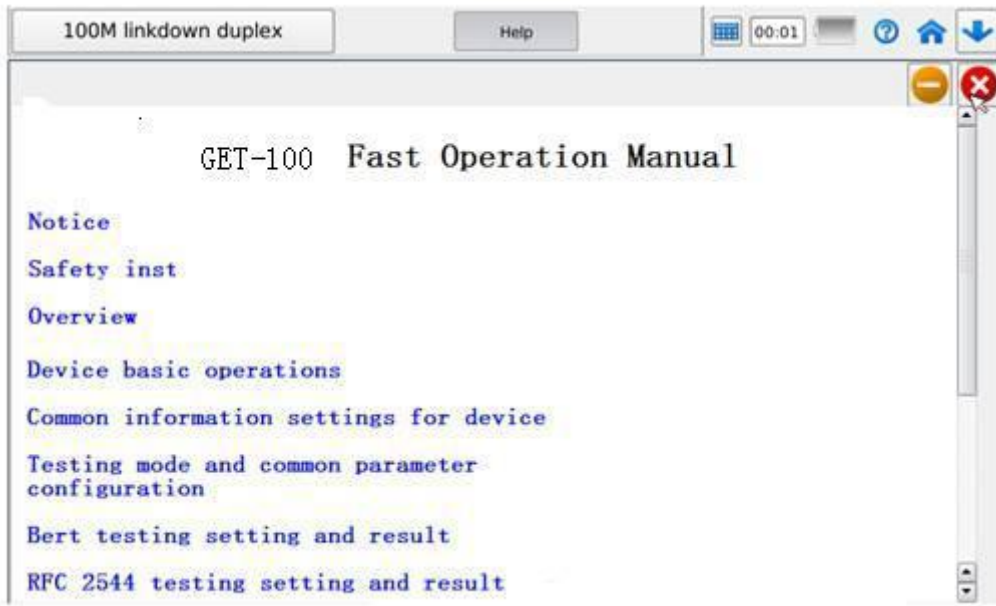 100M linkdown duplex
Help
00:01
GET-100 Fast Operation Manual
Notice
Safety inst
Overview
Device basic operations
Common information settings for device
Testing mode and common parameter
configuration
Bert testing setting and result
RFC 2544 testing setting and result